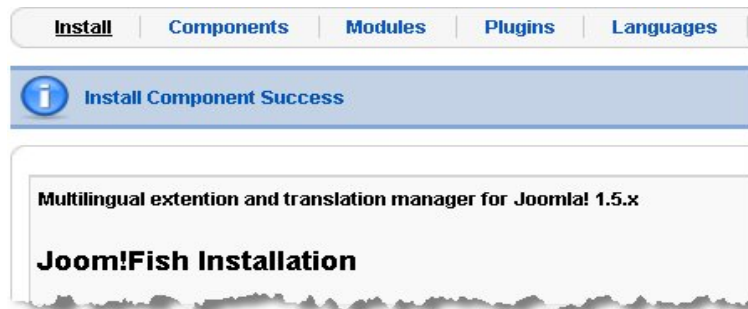 Install Components Modules Plugins Languages
Install Component Success
Multilingual extention and translation manager for Joomla! 1.5.x
Joom!Fish Installation